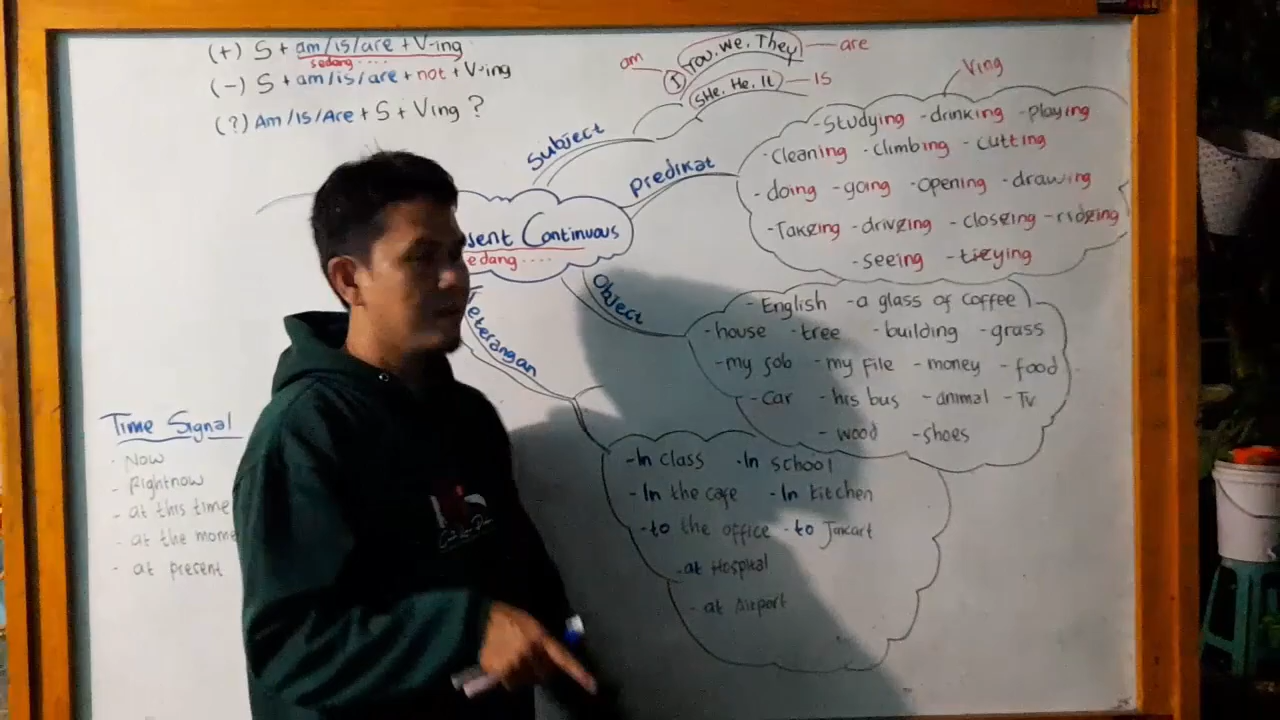 (+) S + am/is/are + V-ing
sedang ....
(-) S + am/is/are + not + V-ing
(?) Am/Is/Are + S + Ving ?
am
I
You, we, They
are
SHe, He, It
IS
Subject
Predikat
Ving
- Studying - drinking - playing
- Cleaning - climbing - cutting
- doing - going - opening - drawing
- Takeing - driveing - closeing - rideing
- seeing - tieying
sent Continuous
edang ....
Object
- English - a glass of Coffee
- house - tree - building - grass
- my job - my File - money - food
- Car - his bus - animal - Tv
- wood - shoes
eterangan
- In Class - In school
- In the cafe - In kitchen
- to the office - to
- at Hospital
- at Airport
Time Signal
- Now
- Rightnow
- at this time
- at the mome
- at present